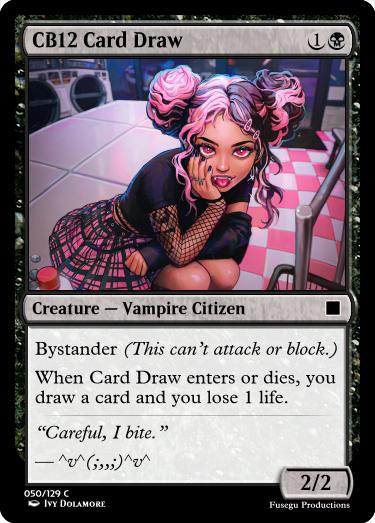 CB12 Card Draw 1
Creature — Vampire Citizen
Bystander (This can't attack or block.)
When Card Draw enters or dies, you
draw a card and you lose 1 life.
“Careful, I bite.”
— ^v^(;,,;)^v^
2/2
050/129 C
Ivy Dolamore
Fusegu Productions